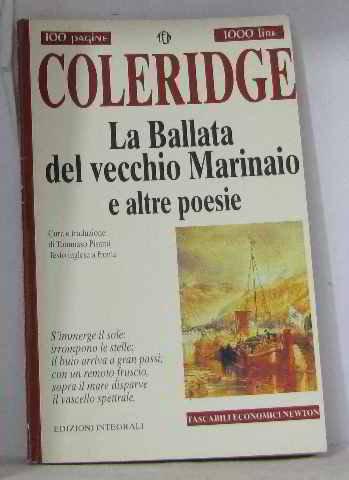 100 pagine TEN 1000 lire
COLERIDGE
La Ballata
del vecchio Marinaio
e altre poesie
Cura e traduzione
di Tommaso Pisanti
Testo inglese a fronte
S'immerge il sole:
irrompono le stelle;
il buio arriva a gran passi;
con un remoto fruscio,
sopra il mare disparve
il vascello spettrale.
EDIZIONI INTEGRALI
TASCABILI ECONOMICI NEWTON